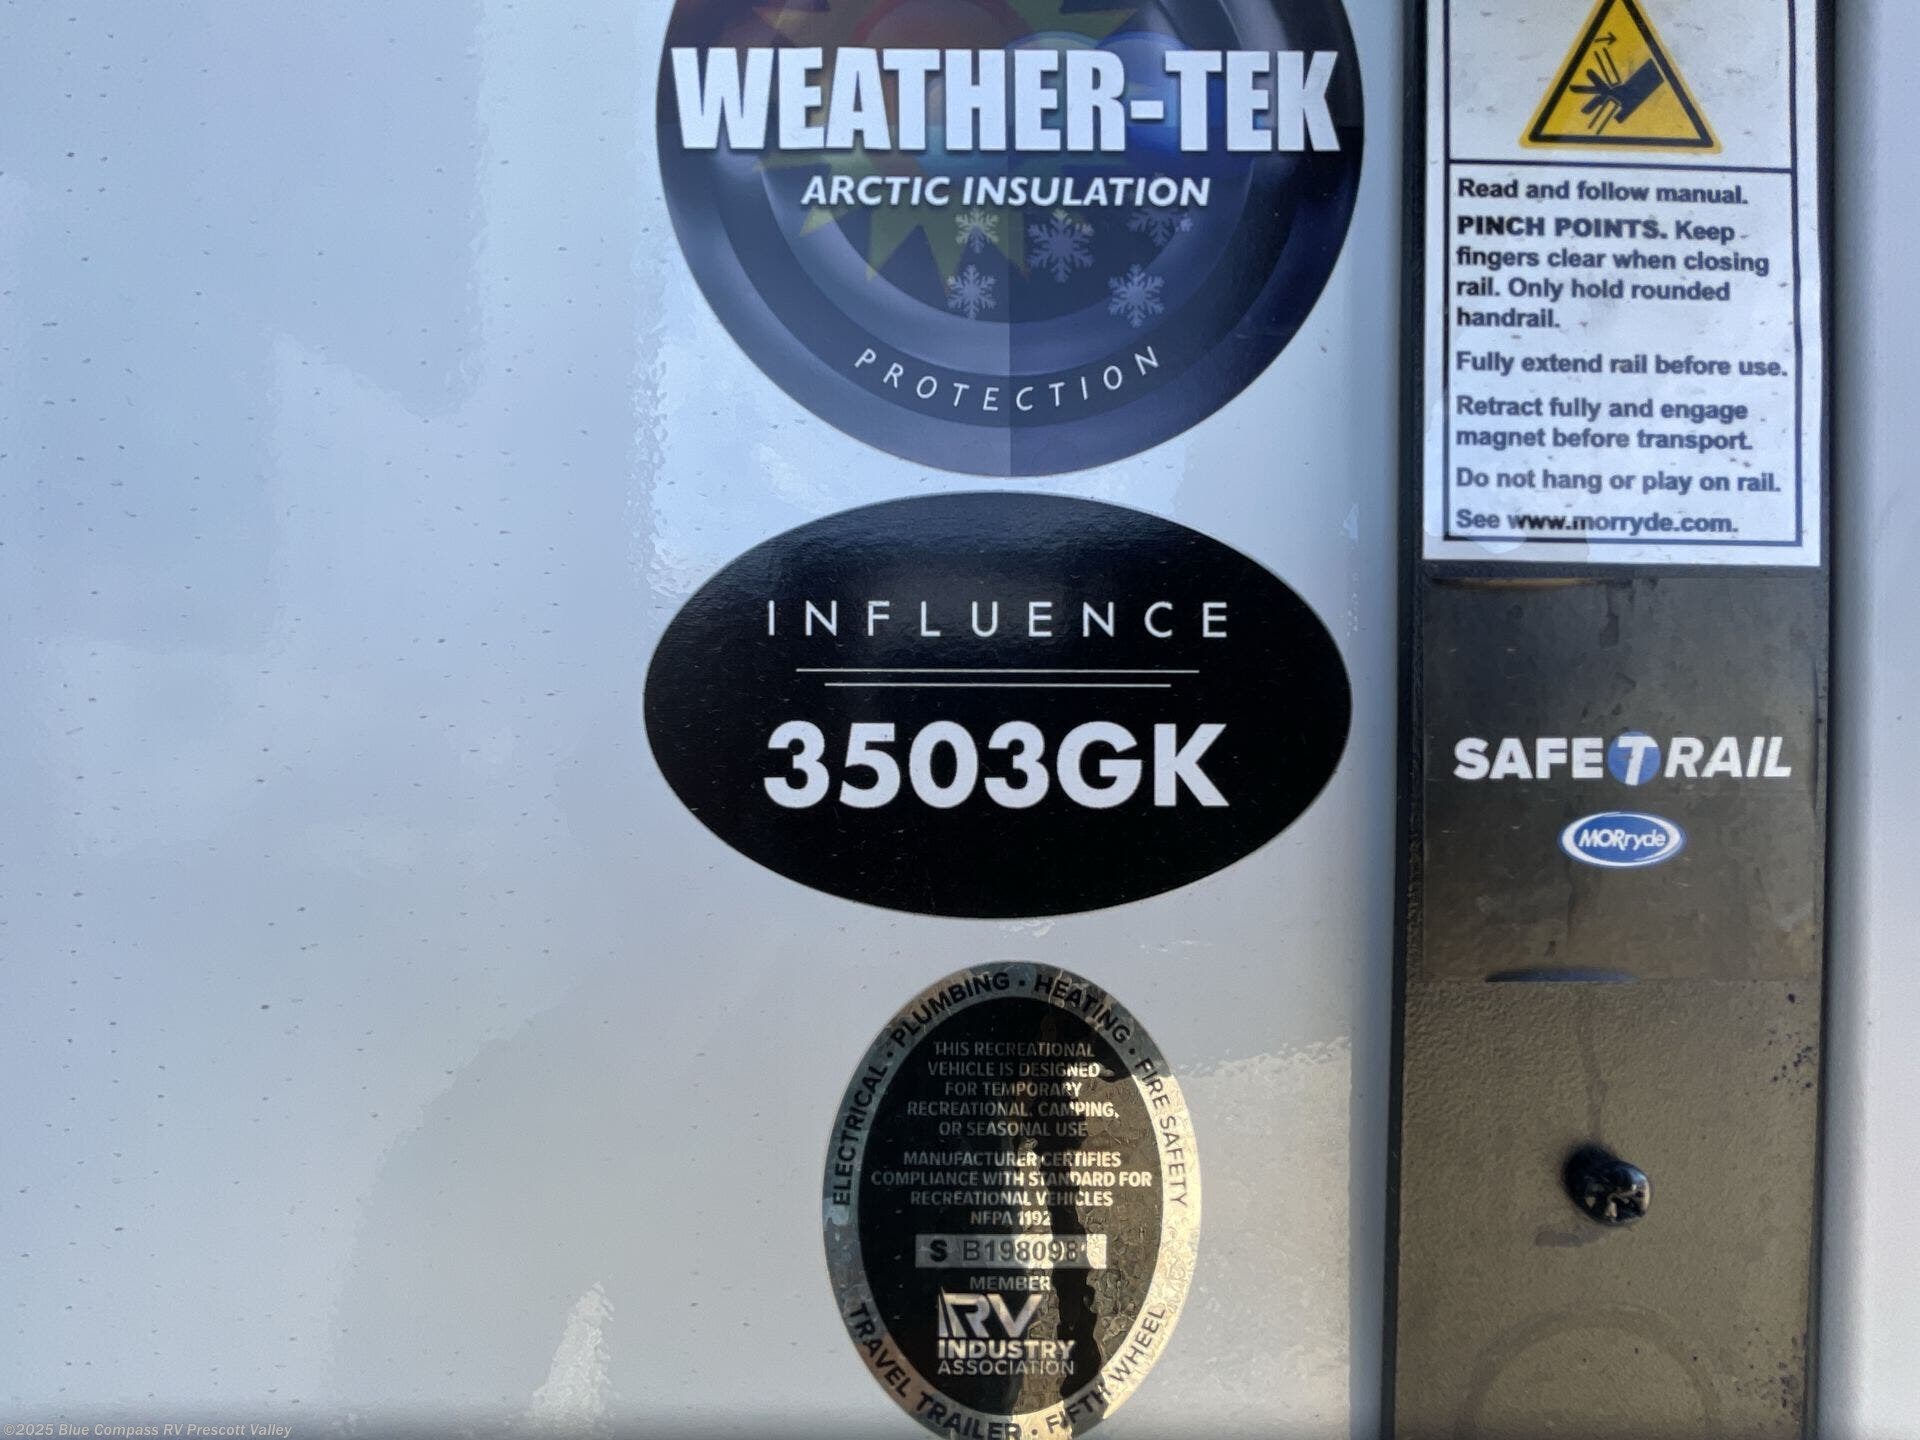 WEATHER-TEK
ARCTIC INSULATION
PROTECTION
Read and follow manual.
PINCH POINTS. Keep
fingers clear when closing
rail. Only hold rounded
handrail.
Fully extend rail before use.
Retract fully and engage
magnet before transport.
Do not hang or play on rail.
See www.morryde.com.
INFLUENCE
3503GK
SAFETRAIL
MORryde
ELECTRICAL · PLUMBING · HEATING · FIRE SAFETY
THIS RECREATIONAL
VEHICLE IS DESIGNED
FOR TEMPORARY
RECREATIONAL, CAMPING,
OR SEASONAL USE
MANUFACTURER CERTIFIES
COMPLIANCE WITH STANDARD FOR
RECREATIONAL VEHICLES
NFPA 1192
S B198098
MEMBER
RV
INDUSTRY
ASSOCIATION
TRAVEL TRAILER · FIFTH WHEEL
©2025 Blue Compass RV Prescott Valley